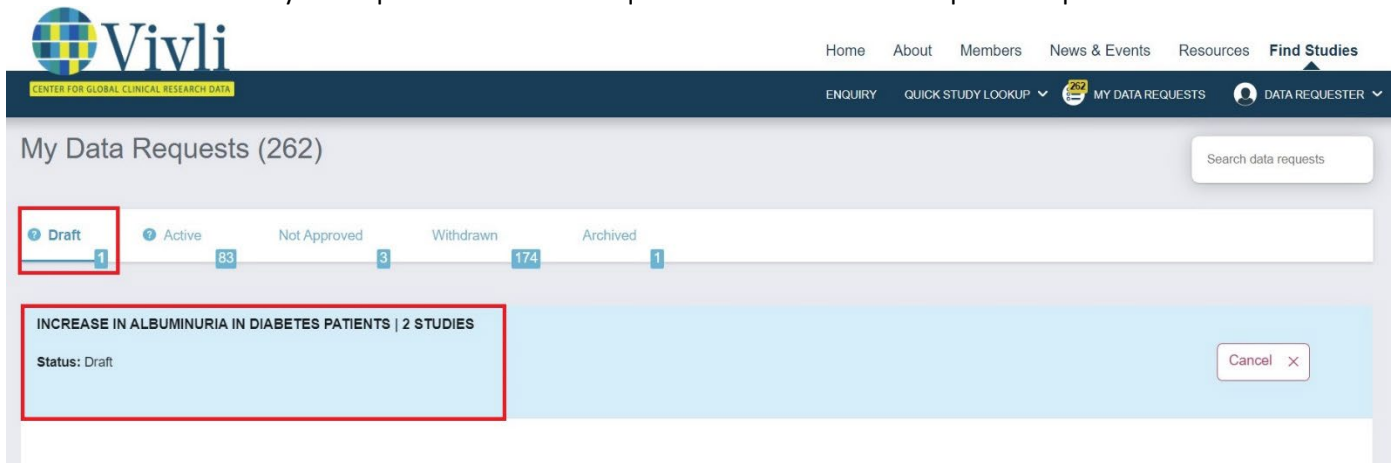 Vivli
CENTER FOR GLOBAL CLINICAL RESEARCH DATA
Home About Members News & Events Resources Find Studies
ENQUIRY QUICK STUDY LOOKUP 262 MY DATA REQUESTS DATA REQUESTER
My Data Requests (262)
Search data requests
? Draft 1 ? Active 83 Not Approved 3 Withdrawn 174 Archived 1
INCREASE IN ALBUMINURIA IN DIABETES PATIENTS | 2 STUDIES
Status: Draft
Cancel ×